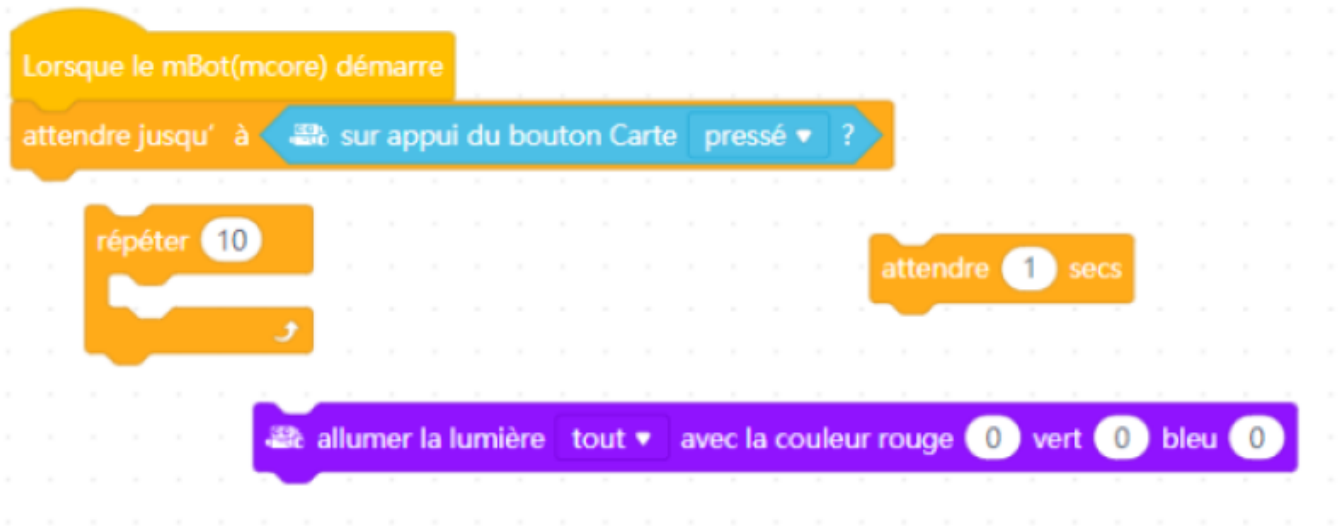 Lorsque le mBot(mcore) démarre
attendre jusqu' à sur appui du bouton Carte pressé ?
répéter 10
attendre 1 secs
allumer la lumière tout avec la couleur rouge 0 vert 0 bleu 0